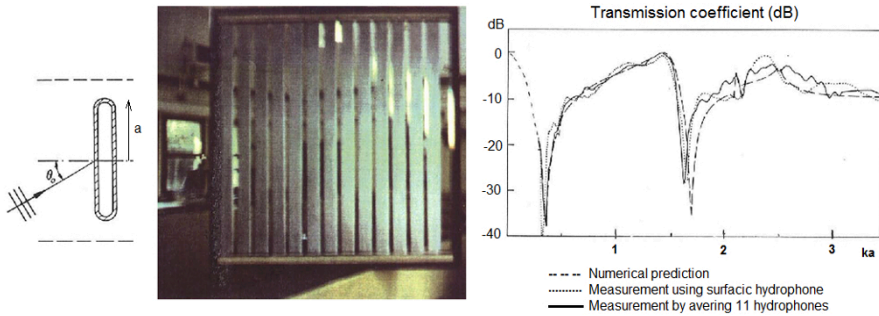 a
θ₀
Transmission coefficient (dB)
dB
0
-10
-20
-30
-40
1
2
3
ka
Numerical prediction
Measurement using surfacic hydrophone
Measurement by avering 11 hydrophones